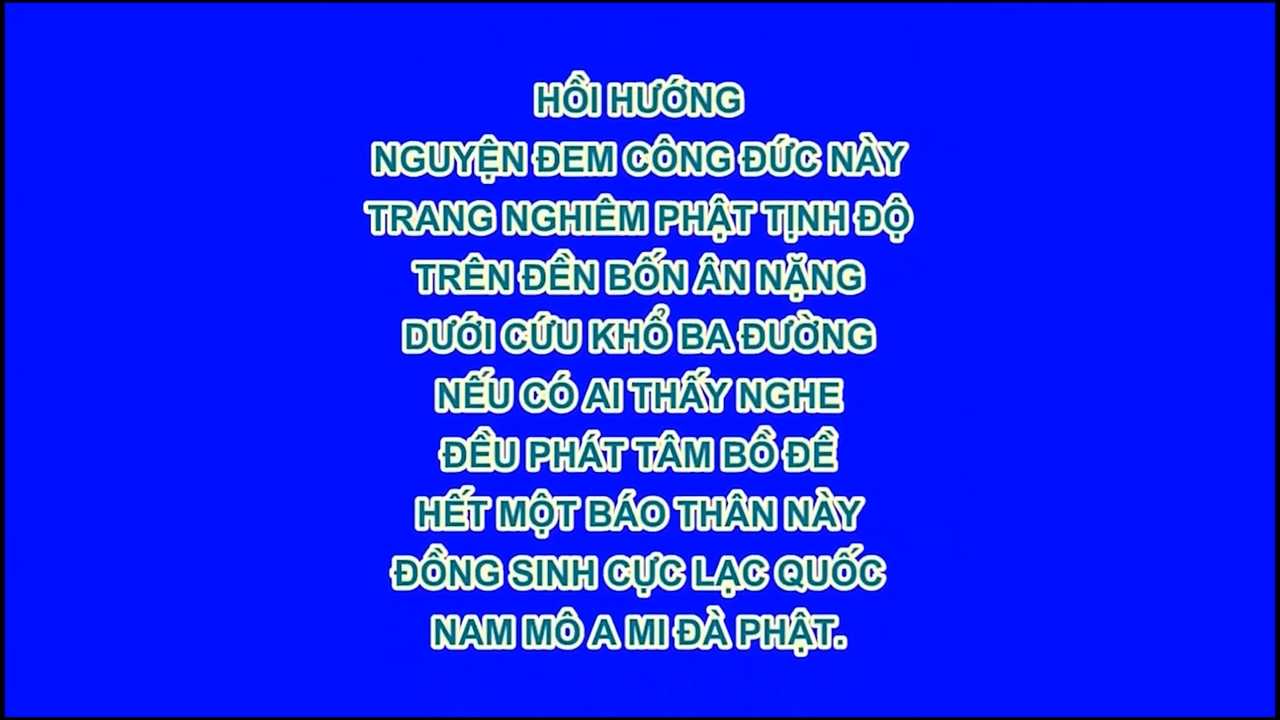 HỒI HƯỚNG
NGUYỆN ĐEM CÔNG ĐỨC NÀY
TRANG NGHIÊM PHẬT TỊNH ĐỘ
TRÊN ĐỀN BỐN ÂN NẶNG
DƯỚI CỨU KHỔ BA ĐƯỜNG
NẾU CÓ AI THẤY NGHE
ĐỀU PHÁT TÂM BỒ ĐỀ
HẾT MỘT BÁO THÂN NÀY
ĐỒNG SINH CỰC LẠC QUỐC
NAM MÔ A MI ĐÀ PHẬT.